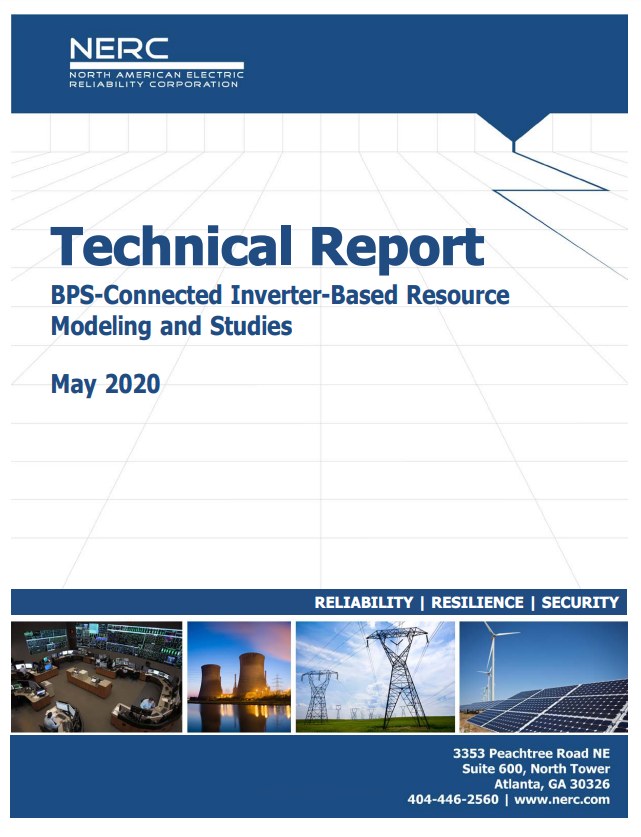 NERC
NORTH AMERICAN ELECTRIC
RELIABILITY CORPORATION
Technical Report
BPS-Connected Inverter-Based Resource
Modeling and Studies
May 2020
RELIABILITY | RESILIENCE | SECURITY
3353 Peachtree Road NE
Suite 600, North Tower
Atlanta, GA 30326
404-446-2560 | www.nerc.com